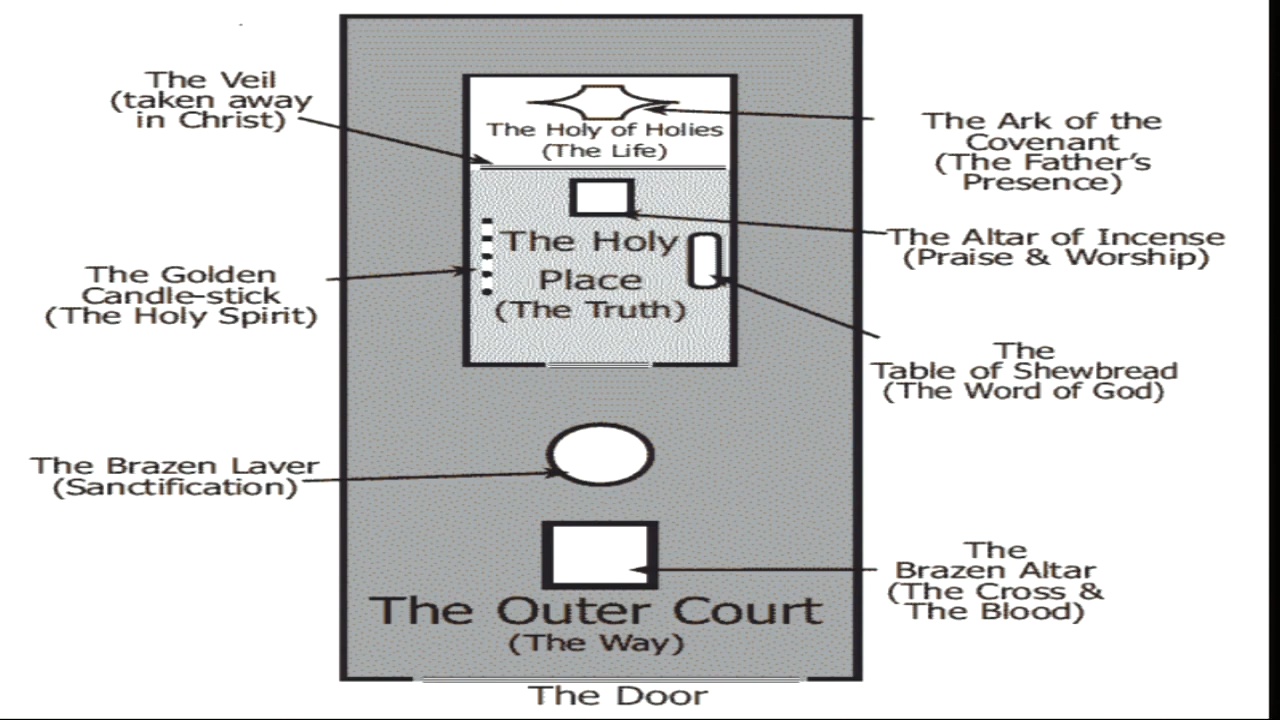 The Veil
(taken away
in Christ)
The Holy of Holies
(The Life)
The Ark of the
Covenant
(The Father's
Presence)
The Altar of Incense
(Praise & Worship)
The Holy
Place
(The Truth)
The Golden
Candle-stick
(The Holy Spirit)
The
Table of Shewbread
(The Word of God)
The Brazen Laver
(Sanctification)
The
Brazen Altar
(The Cross &
The Blood)
The Outer Court
(The Way)
The Door